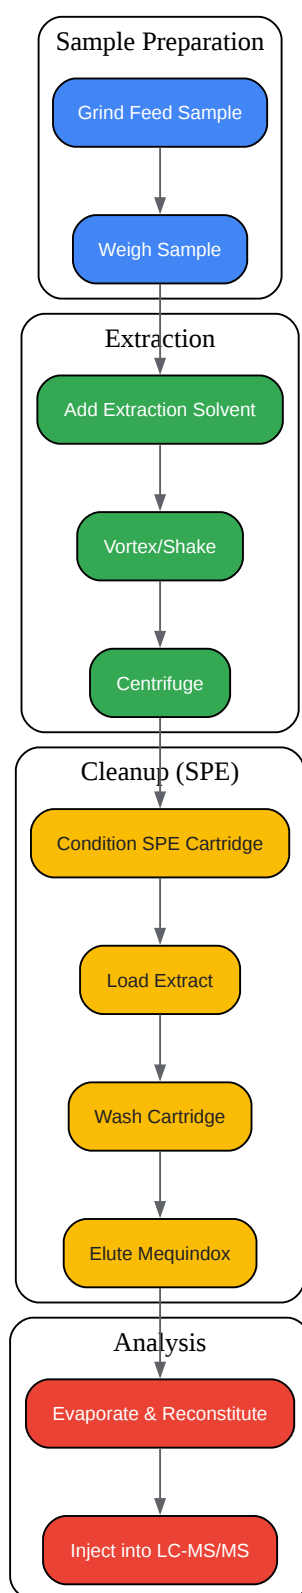 Sample Preparation
Grind Feed Sample
Weigh Sample
Extraction
Add Extraction Solvent
Vortex/Shake
Centrifuge
Cleanup (SPE)
Condition SPE Cartridge
Load Extract
Wash Cartridge
Elute Mequindox
Analysis
Evaporate & Reconstitute
Inject into LC-MS/MS